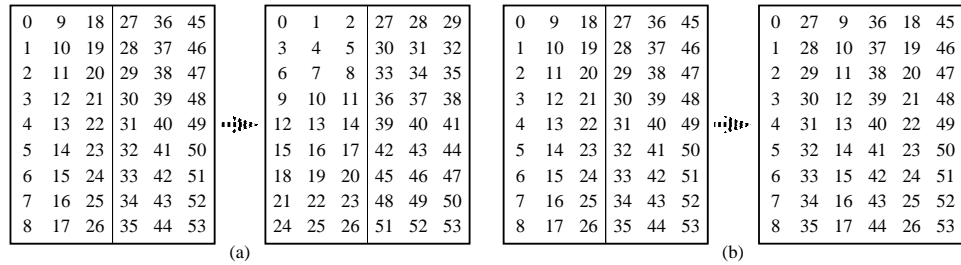 0 9 18 27 36 45 0 1 2 27 28 29 0 9 18 27 36 45 0 27 9 36 18 45
1 10 19 28 37 46 3 4 5 30 31 32 1 10 19 28 37 46 1 28 10 37 19 46
2 11 20 29 38 47 6 7 8 33 34 35 2 11 20 29 38 47 2 29 11 38 20 47
3 12 21 30 39 48 9 10 11 36 37 38 3 12 21 30 39 48 3 30 12 39 21 48
4 13 22 31 40 49 12 13 14 39 40 41 4 13 22 31 40 49 4 31 13 40 22 49
5 14 23 32 41 50 15 16 17 42 43 44 5 14 23 32 41 50 5 32 14 41 23 50
6 15 24 33 42 51 18 19 20 45 46 47 6 15 24 33 42 51 6 33 15 42 24 51
7 16 25 34 43 52 21 22 23 48 49 50 7 16 25 34 43 52 7 34 16 43 25 52
8 17 26 35 44 53 24 25 26 51 52 53 8 17 26 35 44 53 8 35 17 44 26 53
(a) (b)